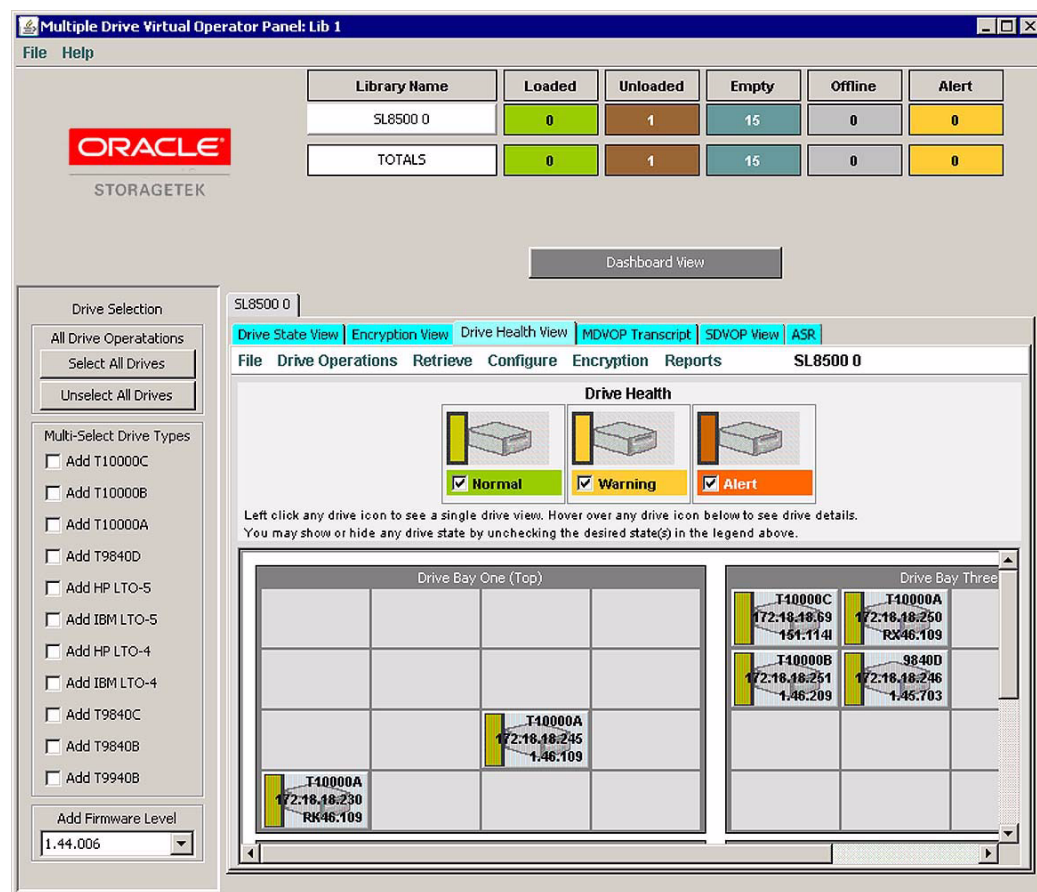 Multiple Drive Virtual Operator Panel: Lib 1
File Help
Library Name Loaded Unloaded Empty Offline Alert
SL8500 0 0 1 15 0 0
TOTALS 0 1 15 0 0
ORACLE
STORAGETEK
Dashboard View
Drive Selection
All Drive Operatations
Select All Drives
Unselect All Drives
Multi-Select Drive Types
Add T10000C
Add T10000B
Add T10000A
Add T9840D
Add HP LTO-5
Add IBM LTO-5
Add HP LTO-4
Add IBM LTO-4
Add T9840C
Add T9840B
Add T9940B
Add Firmware Level
1.44.006
SL8500 0
Drive State View Encryption View Drive Health View MDVOP Transcript SDVOP View ASR
File Drive Operations Retrieve Configure Encryption Reports SL8500 0
Drive Health
Normal Warning Alert
Left click any drive icon to see a single drive view. Hover over any drive icon below to see drive details.
You may show or hide any drive state by unchecking the desired state(s) in the legend above.
Drive Bay One (Top)
T10000A
172.18.18.245
1.46.109
T10000A
172.18.18.230
RK46.109
Drive Bay Three
T10000C
172.18.18.69
151.114I
T10000A
172.18.18.250
RX46.109
T10000B
172.18.18.251
1.46.209
9840D
172.18.18.246
1.45.703